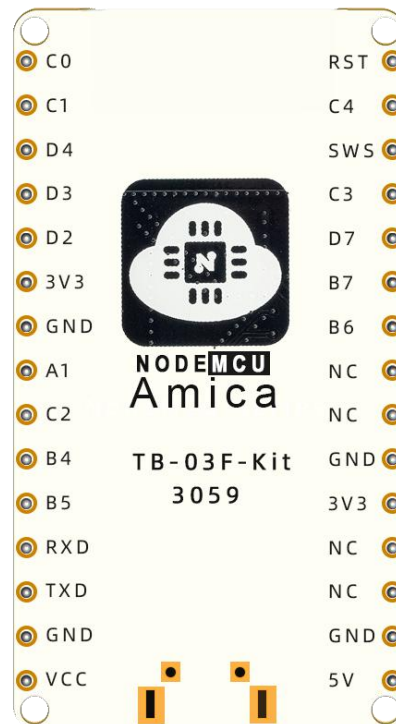 C0 RST
C1 C4
D4 SWS
D3 C3
D2 D7
3V3 B7
GND B6
A1 NC
NODEMCU
Amica
C2 NC
B4 GND
TB-03F-Kit
B5 3V3
3059
RXD NC
TXD NC
GND GND
VCC 5V